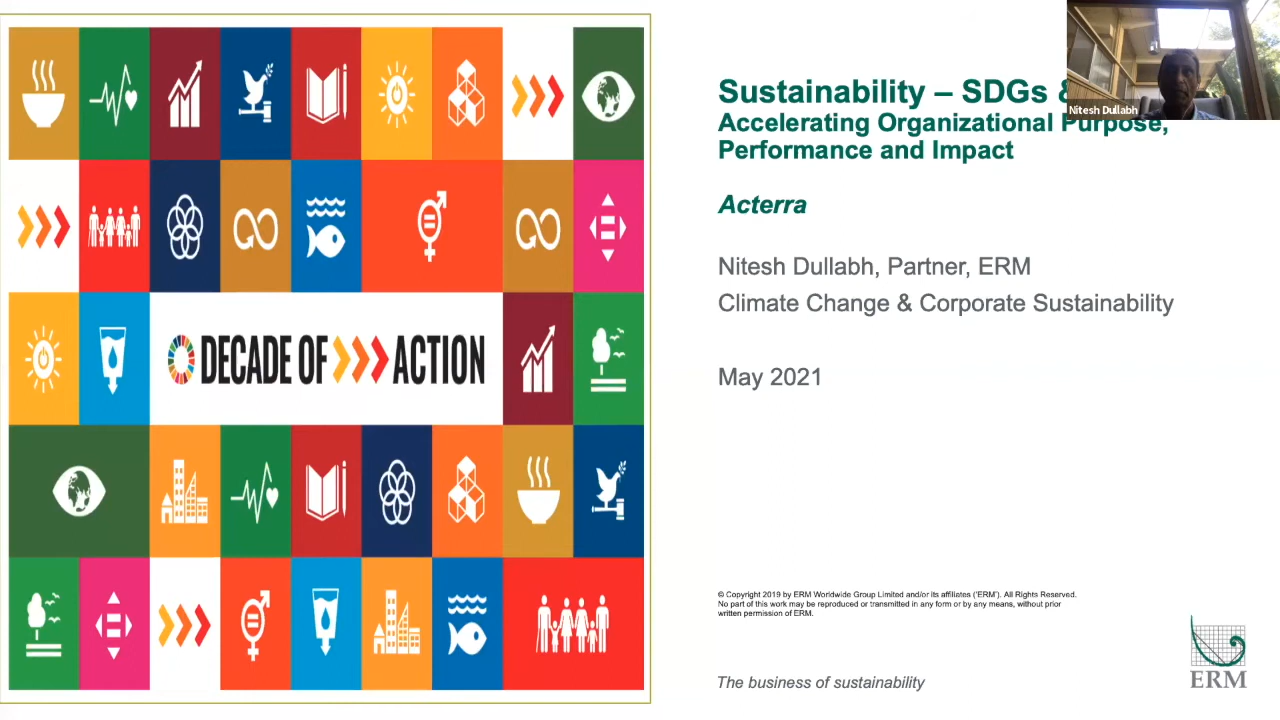 DECADE OF ACTION
Sustainability – SDGs &
Accelerating Organizational Purpose,
Performance and Impact
Acterra
Nitesh Dullabh, Partner, ERM
Climate Change & Corporate Sustainability
May 2021
© Copyright 2019 by ERM Worldwide Group Limited and/or its affiliates ('ERM'). All Rights Reserved.
No part of this work may be reproduced or transmitted in any form or by any means, without prior
written permission of ERM.
The business of sustainability
ERM
Nitesh Dullabh